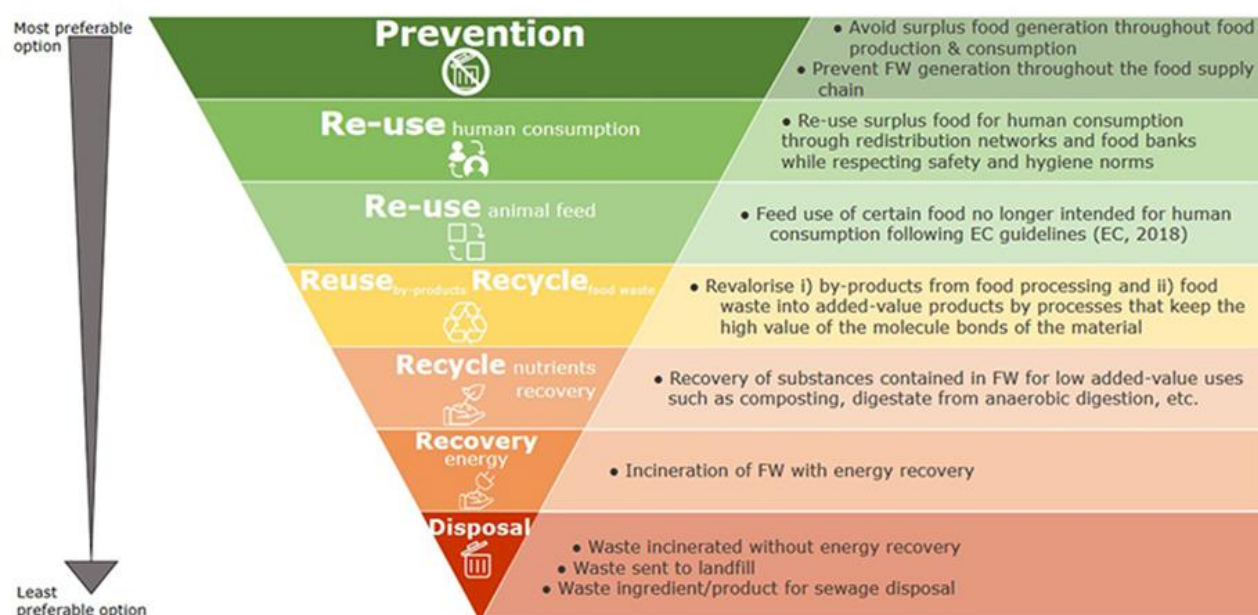 Most preferable
option
Prevention
● Avoid surplus food generation throughout food
production & consumption
● Prevent FW generation throughout the food supply
chain
Re-use human consumption
● Re-use surplus food for human consumption
through redistribution networks and food banks
while respecting safety and hygiene norms
Re-use animal feed
● Feed use of certain food no longer intended for human
consumption following EC guidelines (EC, 2018)
Reuse by-products Recycle food waste
● Revalorise i) by-products from food processing and ii) food
waste into added-value products by processes that keep the
high value of the molecule bonds of the material
Recycle nutrients
recovery
● Recovery of substances contained in FW for low added-value uses
such as composting, digestate from anaerobic digestion, etc.
Recovery
energy
● Incineration of FW with energy recovery
Disposal
● Waste incinerated without energy recovery
● Waste sent to landfill
● Waste ingredient/product for sewage disposal
Least
preferable option